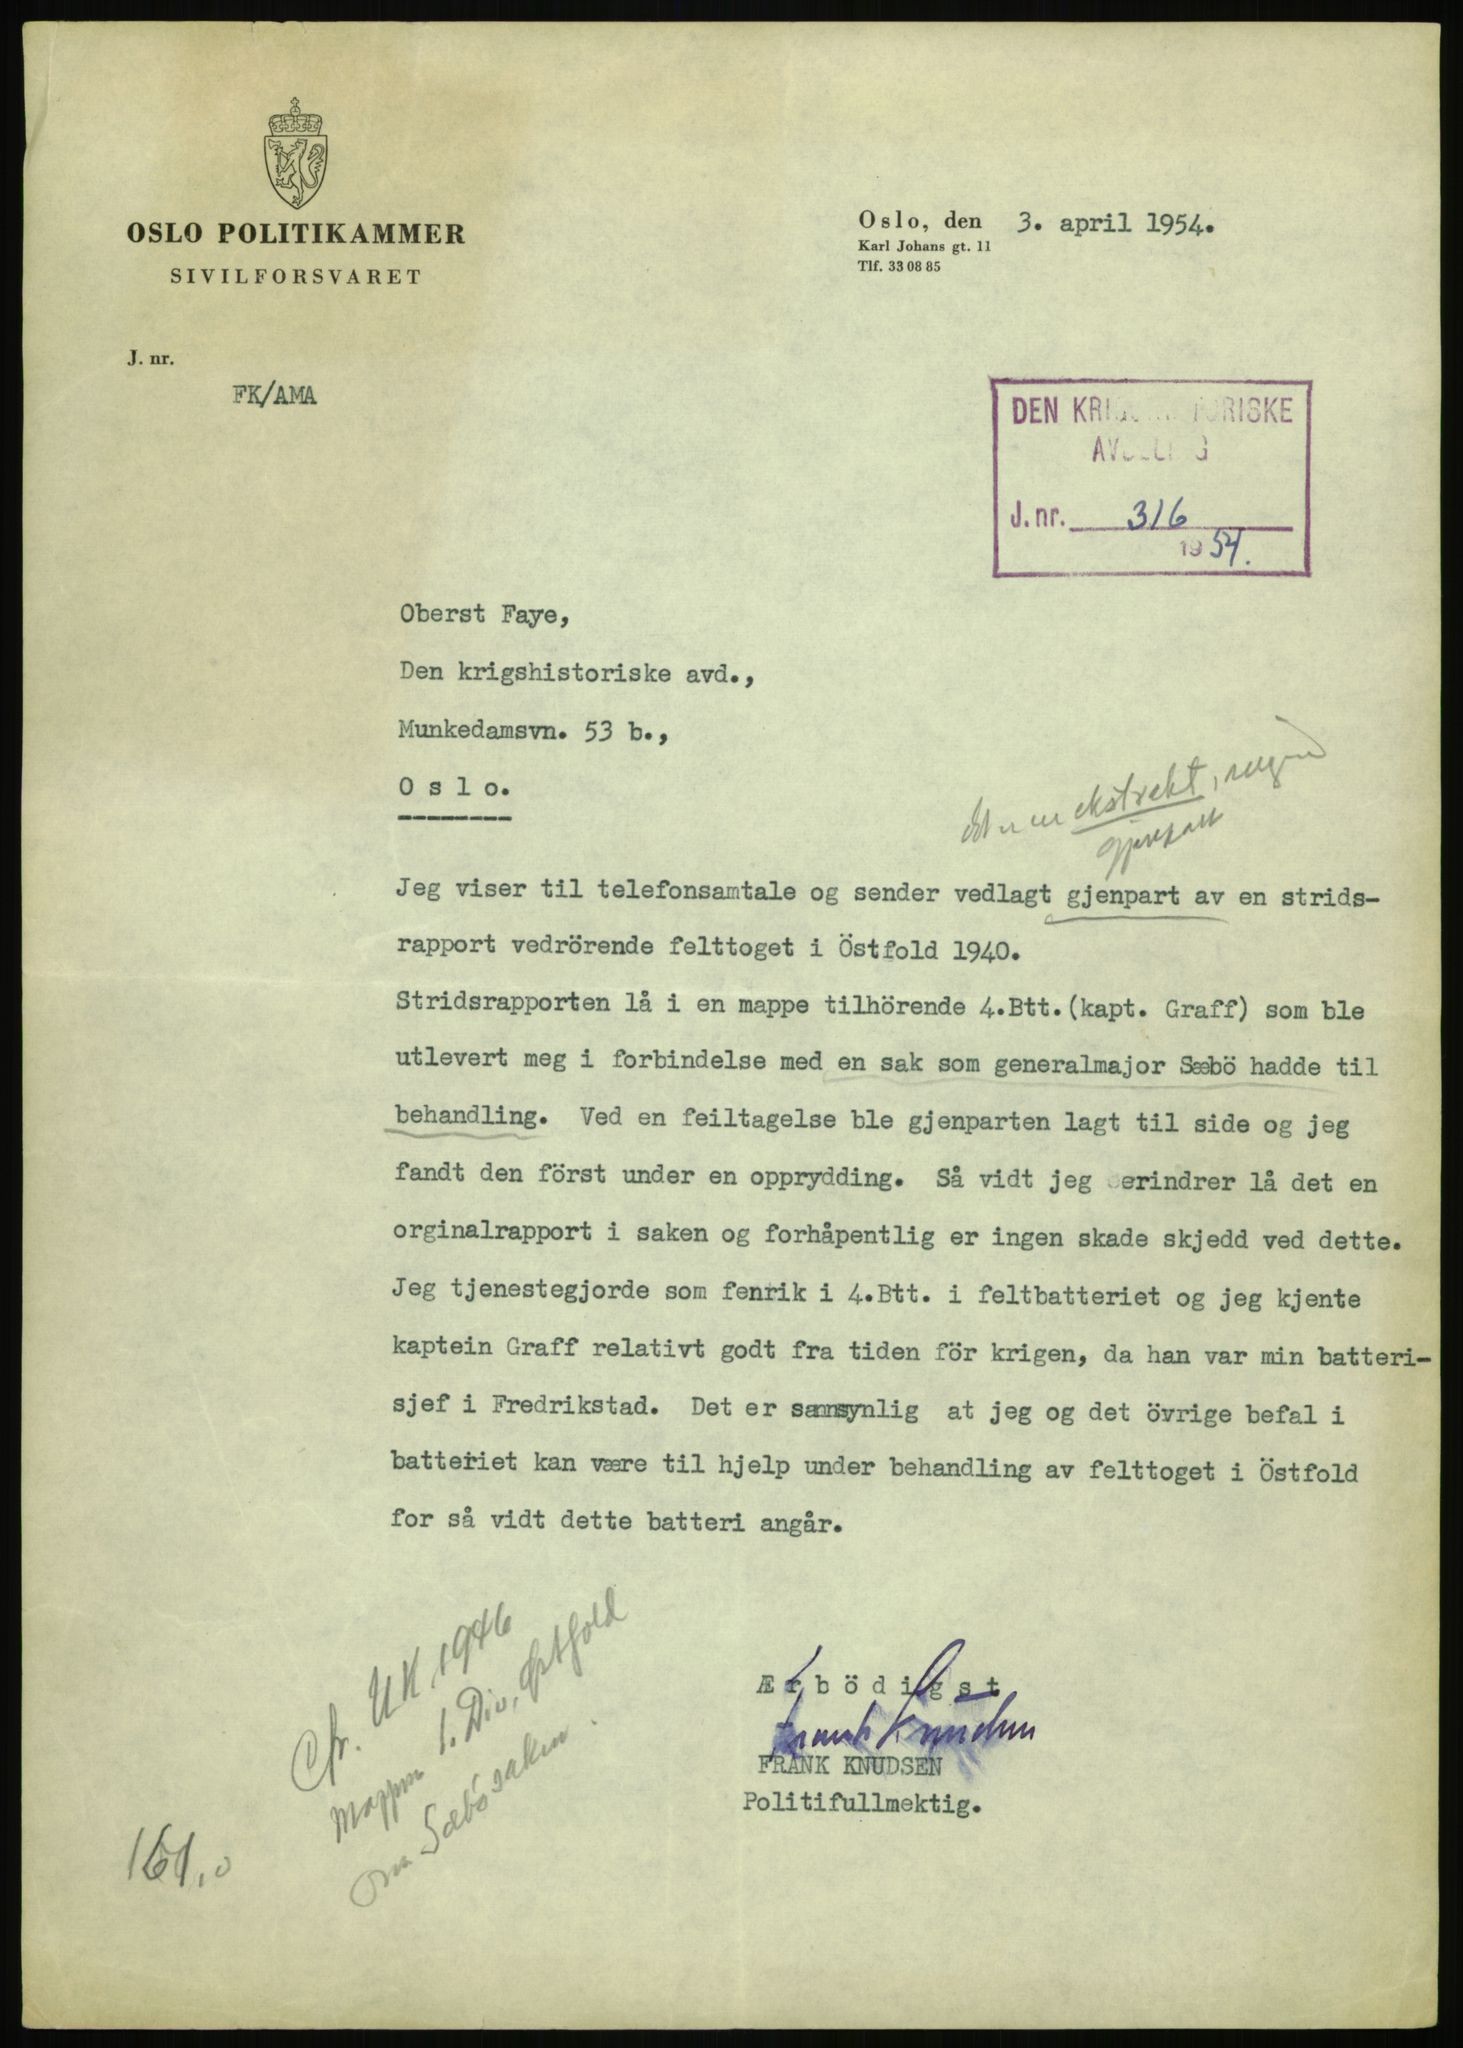 OSLO POLITIKAMMER
SIVILFORSVARET
Oslo, den 3. april 1954.
Karl Johans gt. 11
Tlf. 33 08 85
J. nr.
FK/AMA
DEN KRIGSHISTORISKE
AVDELING
J. nr. 316
1954.
Oberst Faye,
Den krigshistoriske avd.,
Munkedamsvn. 53 b.,
O s l o.
ekstrakt,
gjenpart
Jeg viser til telefonsamtale og sender vedlagt gjenpart av en strids-
rapport vedrörende felttoget i Östfold 1940.
Stridsrapporten lå i en mappe tilhörende 4.Btt.(kapt. Graff) som ble
utlevert meg i forbindelse med en sak som generalmajor Sæbö hadde til
behandling. Ved en feiltagelse ble gjenparten lagt til side og jeg
fandt den först under en opprydding. Så vidt jeg erindrer lå det en
orginalrapport i saken og forhåpentlig er ingen skade skjedd ved dette.
Jeg tjenestegjorde som fenrik i 4.Btt. i feltbatteriet og jeg kjente
kaptein Graff relativt godt fra tiden för krigen, da han var min batteri-
sjef i Fredrikstad. Det er sannsynlig at jeg og det övrige befal i
batteriet kan være til hjelp under behandling av felttoget i Östfold
for så vidt dette batteri angår.
Æ r b ö d i g s t
Frank Knudsen
FRANK KNUDSEN
Politifullmektig.
Cfr. UK 1946
Mappen 1. Div, Østfold
om Sæbösaken.
161.0